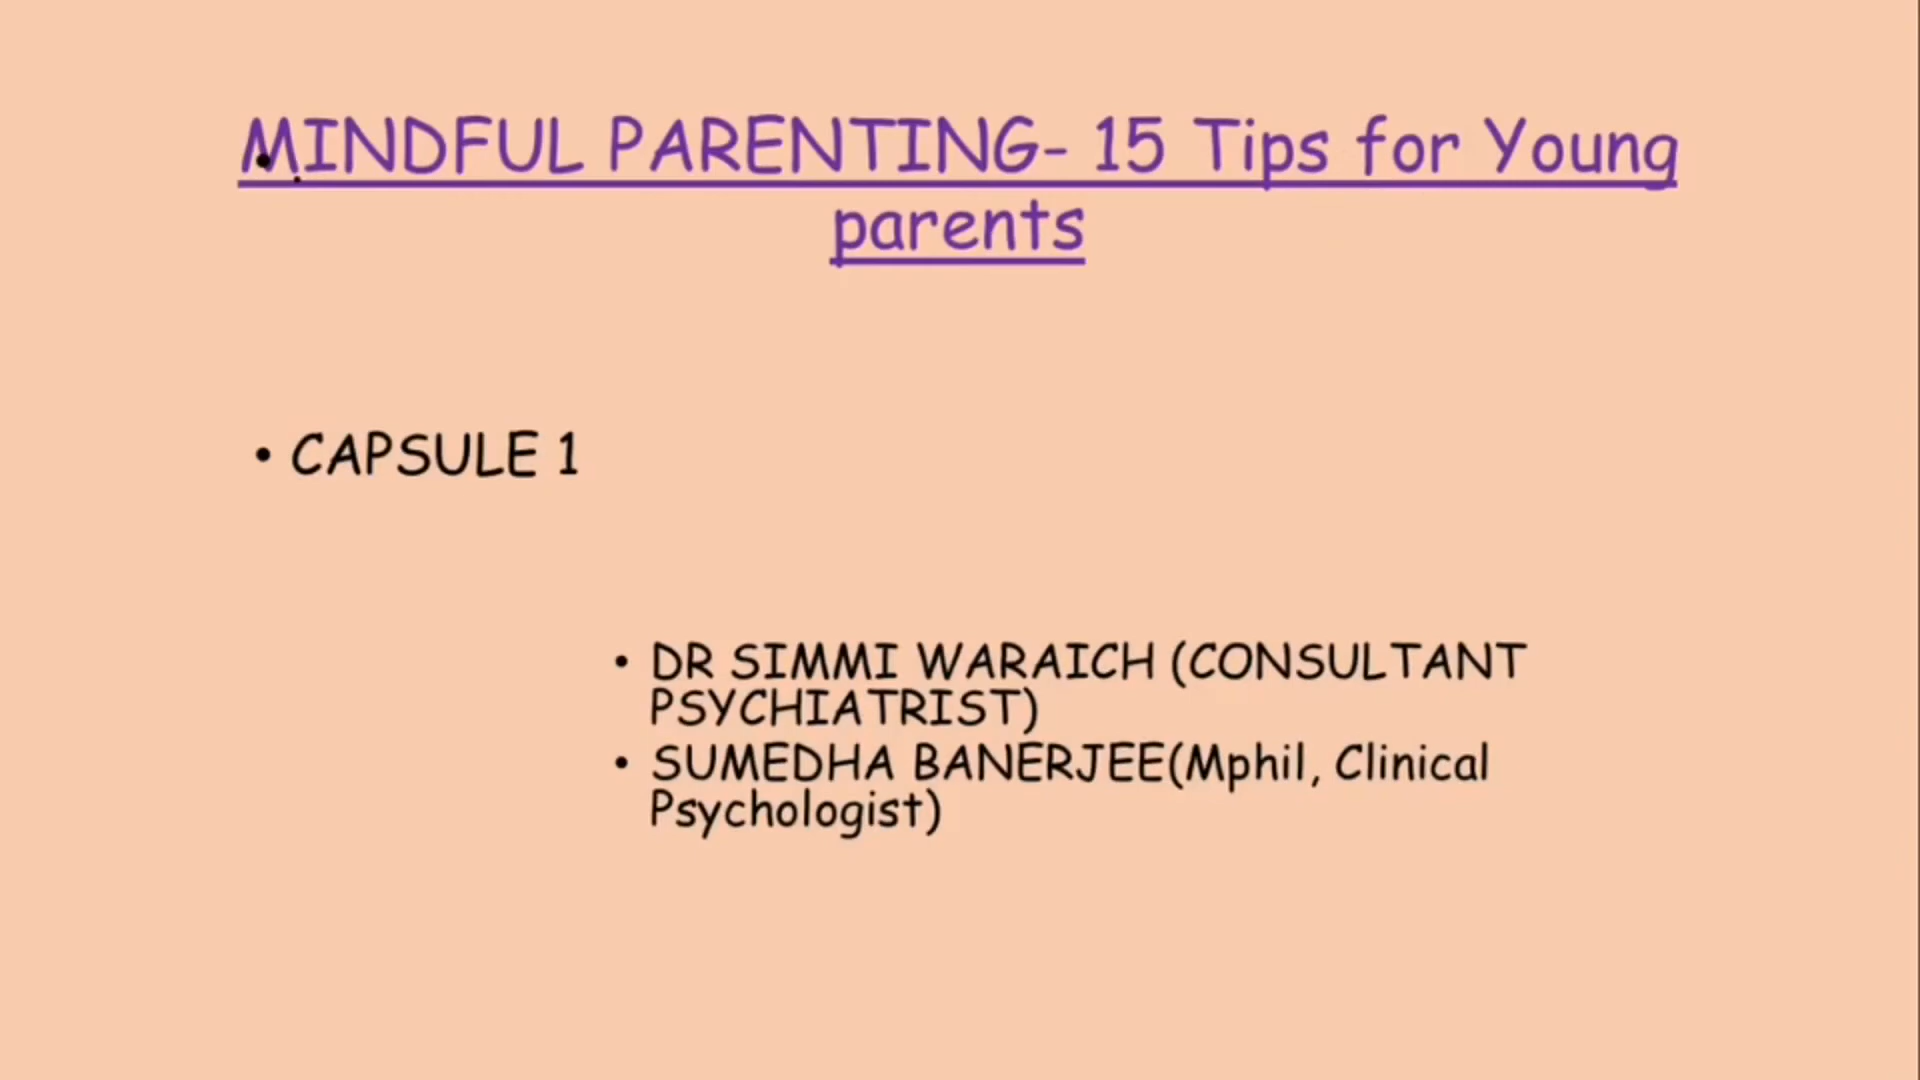 MINDFUL PARENTING- 15 Tips for Young
parents
• CAPSULE 1
• DR SIMMI WARAICH (CONSULTANT
PSYCHIATRIST)
• SUMEDHA BANERJEE(Mphil, Clinical
Psychologist)